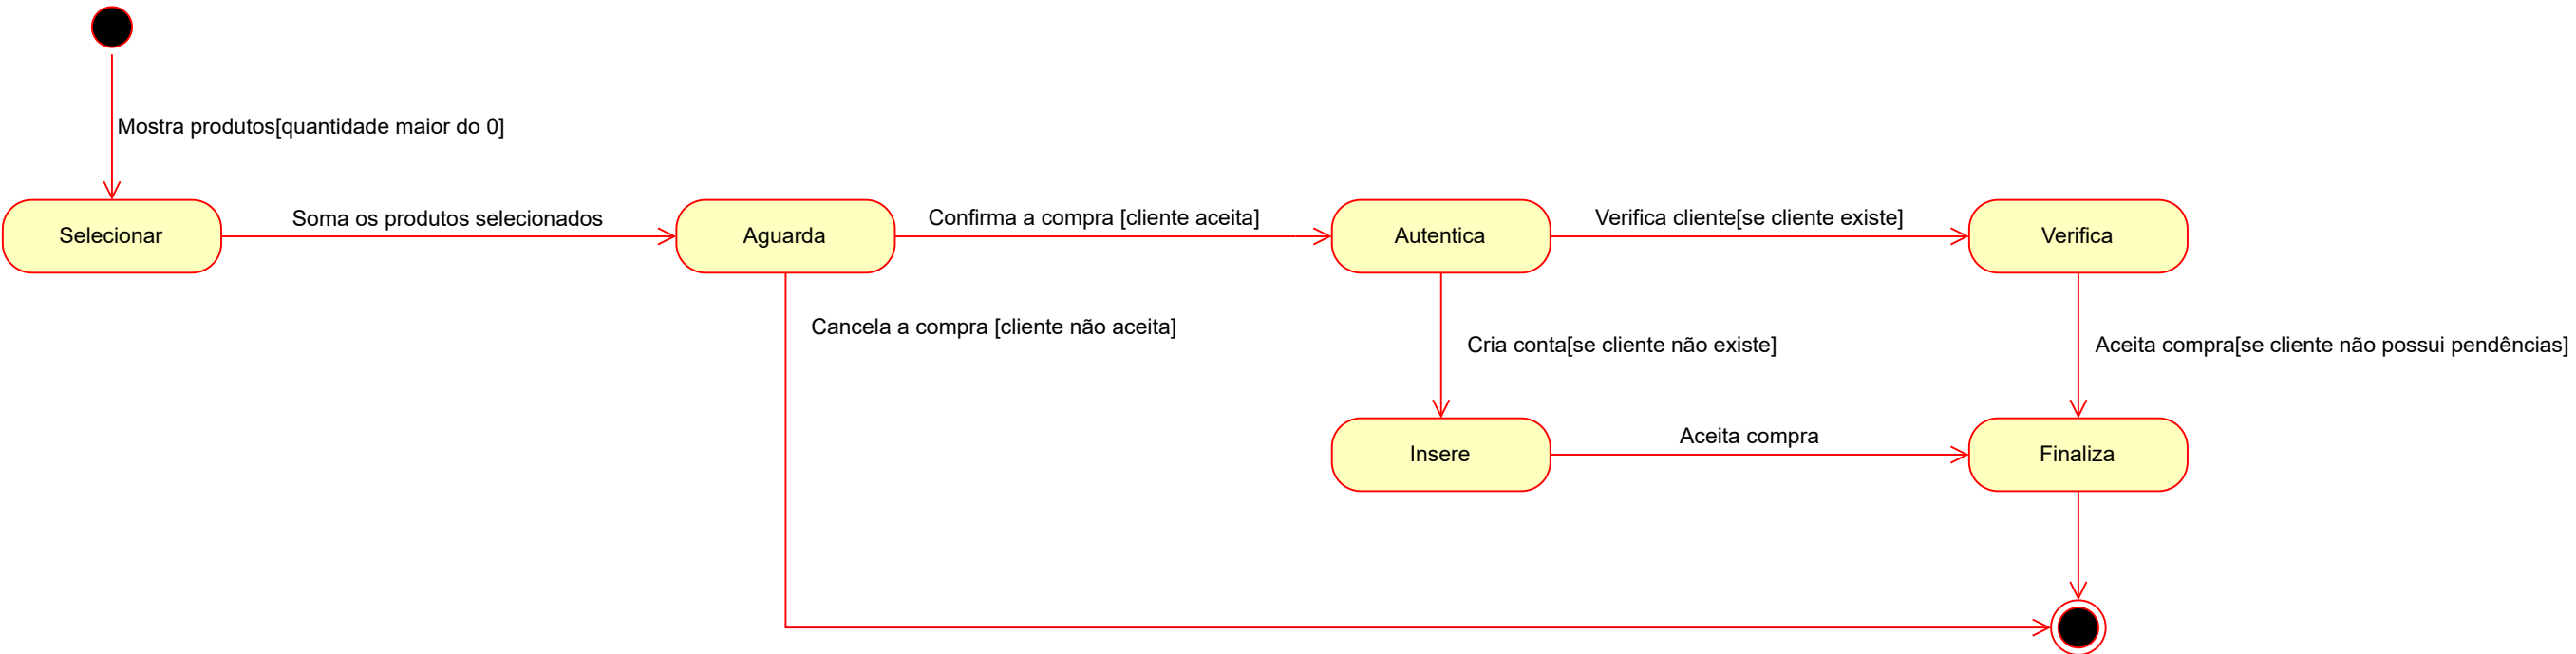 Mostra produtos[quantidade maior do 0]
Selecionar
Soma os produtos selecionados
Aguarda
Confirma a compra [cliente aceita]
Autentica
Verifica cliente[se cliente existe]
Verifica
Cancela a compra [cliente não aceita]
Cria conta[se cliente não existe]
Aceita compra[se cliente não possui pendências]
Insere
Aceita compra
Finaliza